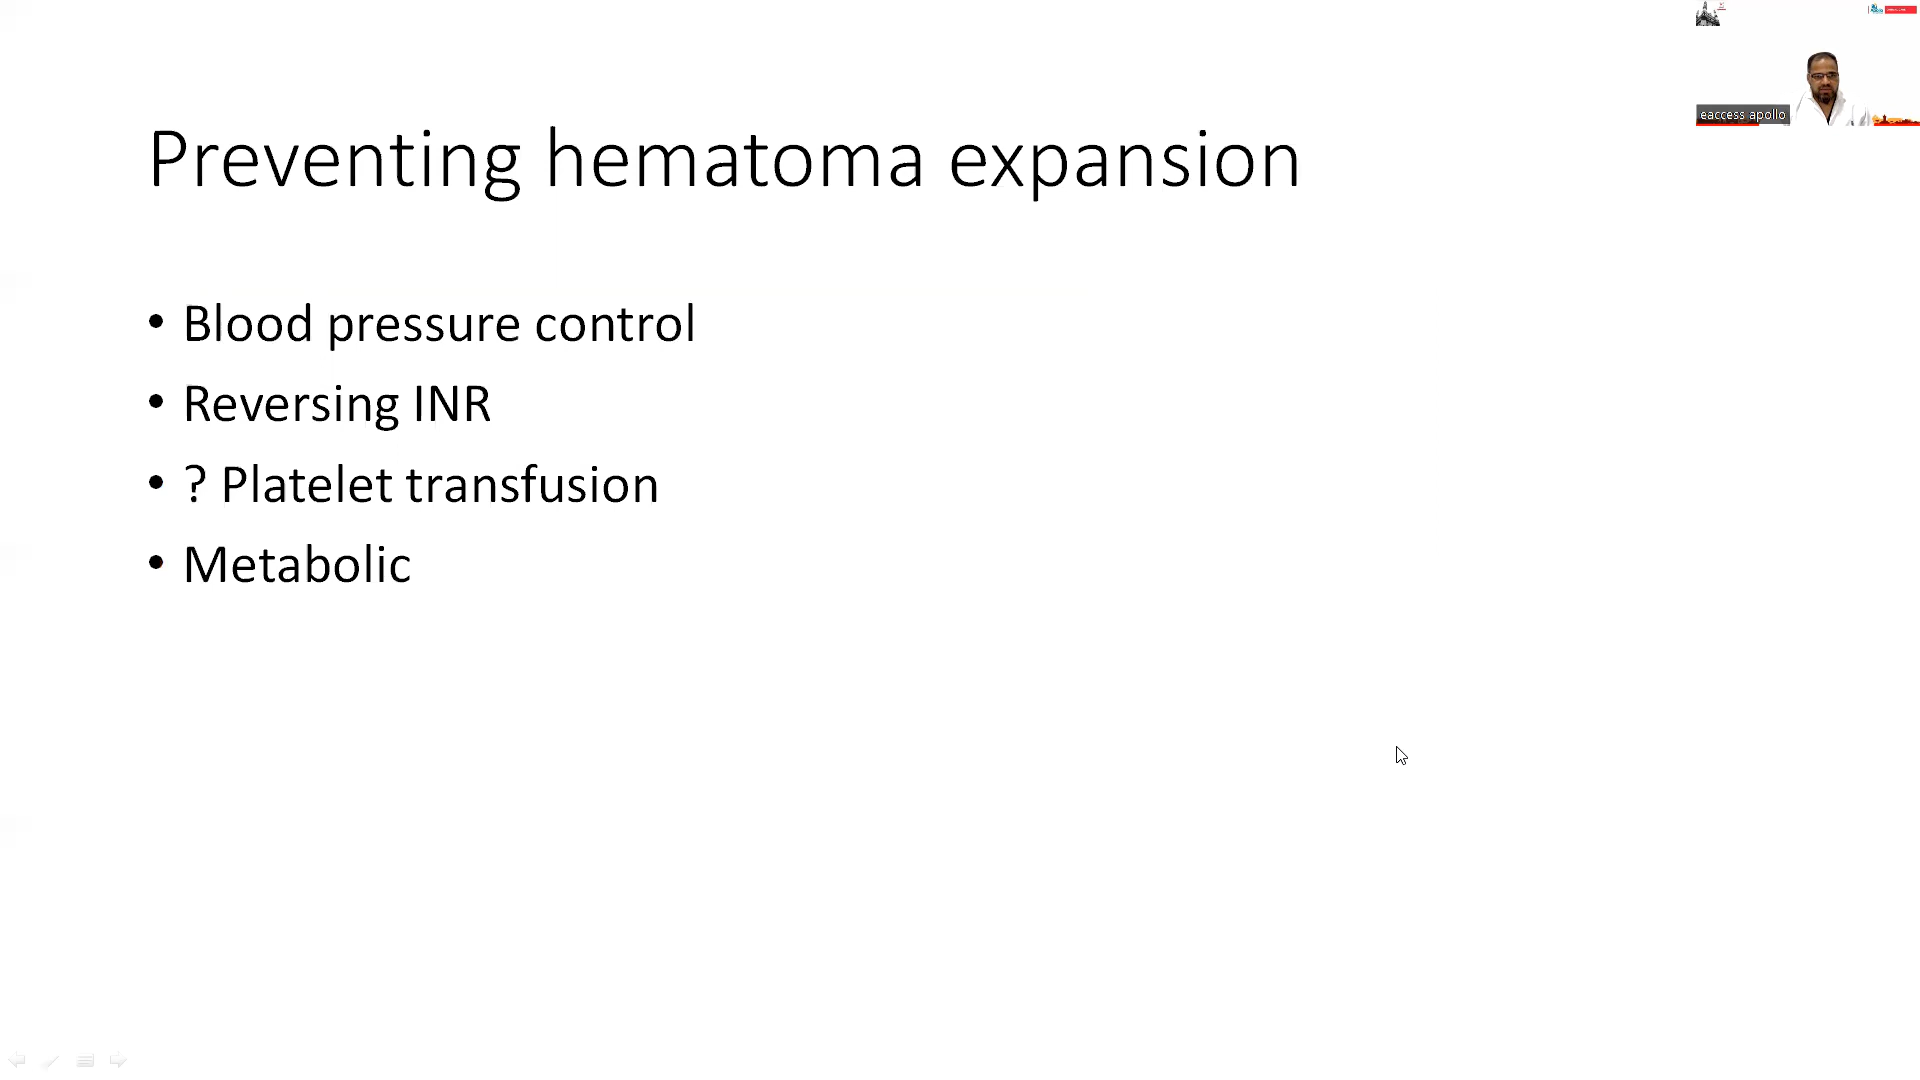 eaccess apollo
Preventing hematoma expansion
• Blood pressure control
• Reversing INR
• ? Platelet transfusion
• Metabolic